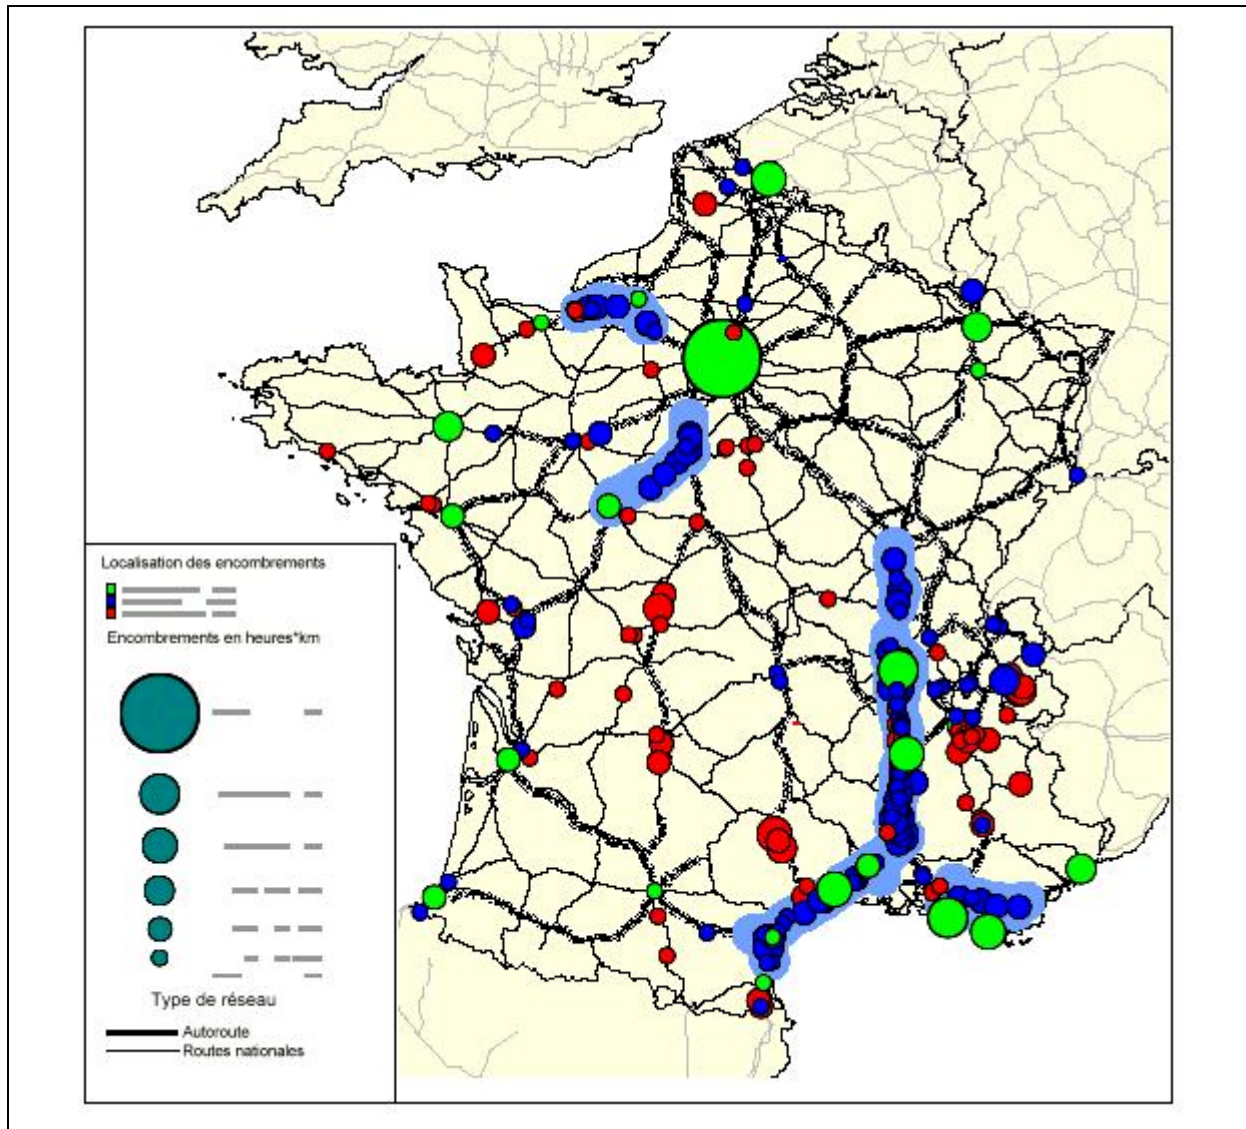 Localisation des encombrements
Encombrements en heures*km
Type de réseau
Autoroute
Routes nationales